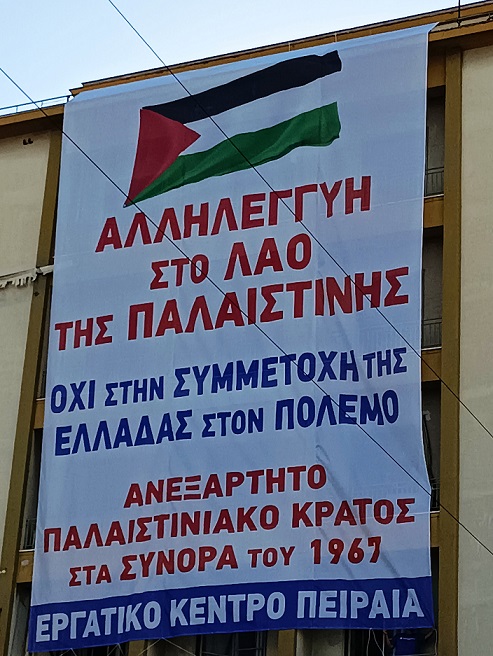 ΑΛΛΗΛΕΓΓΥΗ
ΣΤΟ ΛΑΟ
ΤΗΣ ΠΑΛΑΙΣΤΙΝΗΣ
ΟΧΙ ΣΤΗΝ ΣΥΜΜΕΤΟΧΗ ΤΗΣ
ΕΛΛΑΔΑΣ ΣΤΟΝ ΠΟΛΕΜΟ
ΑΝΕΞΑΡΤΗΤΟ
ΠΑΛΑΙΣΤΙΝΙΑΚΟ ΚΡΑΤΟΣ
ΣΤΑ ΣΥΝΟΡΑ ΤΟΥ 1967
ΕΡΓΑΤΙΚΟ ΚΕΝΤΡΟ ΠΕΙΡΑΙΑ